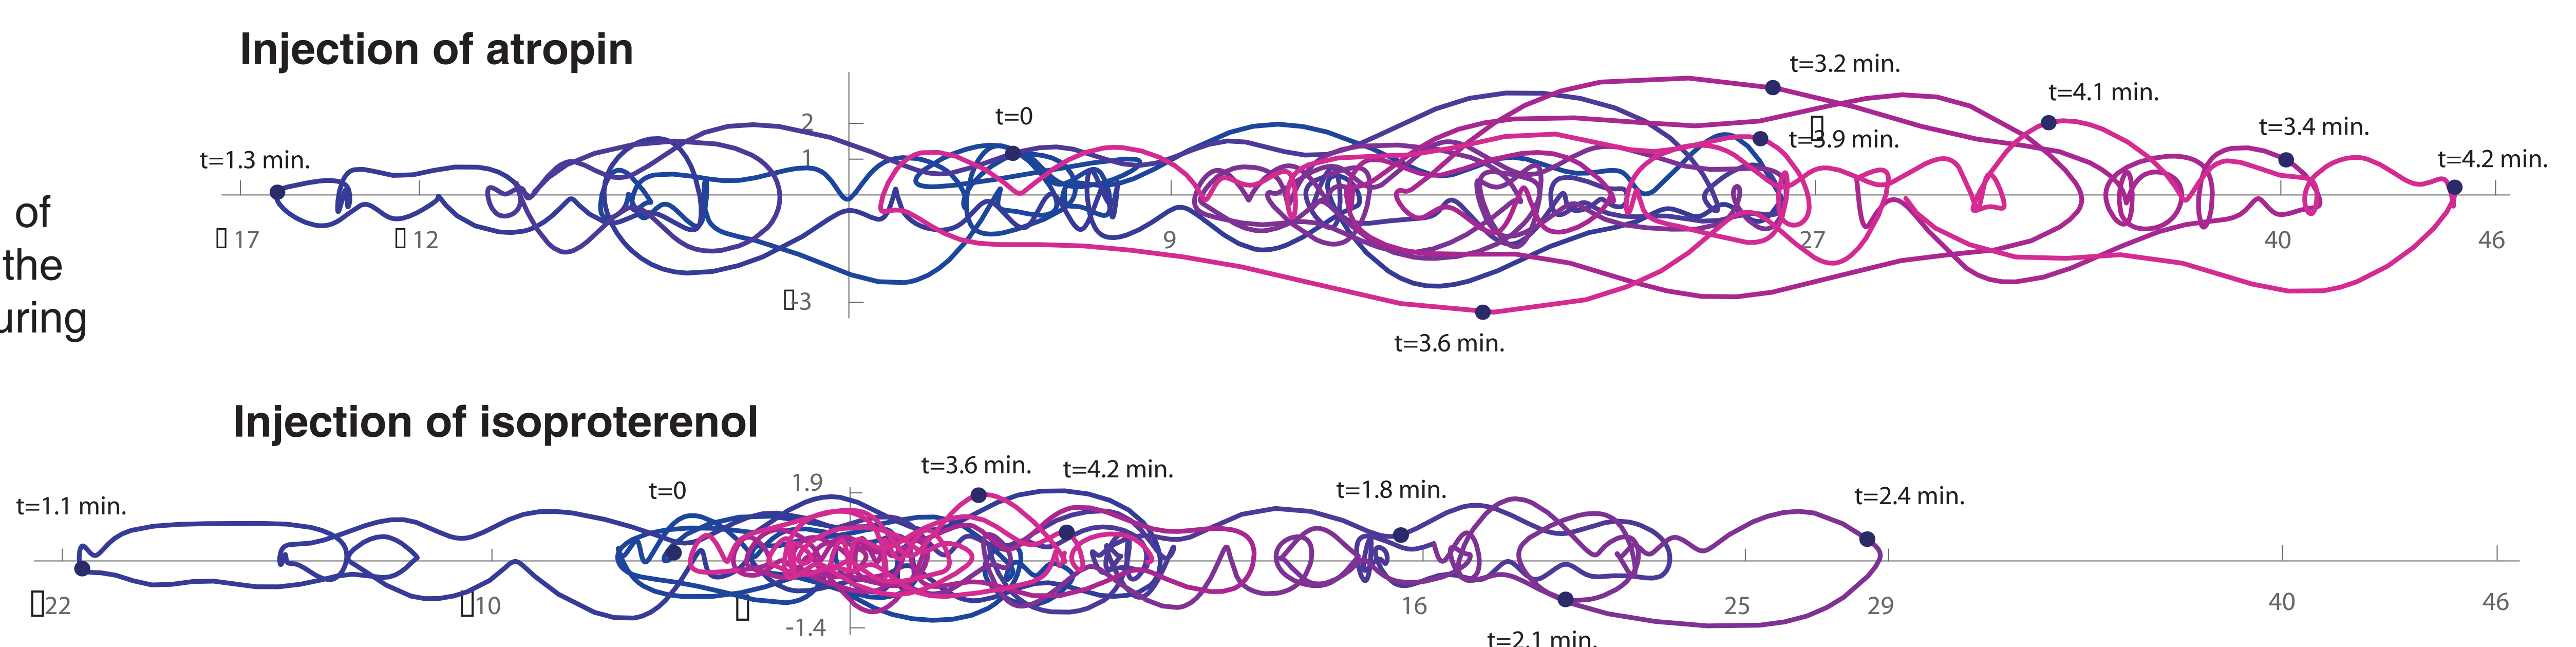 Injection of atropin
t=3.2 min.
t=4.1 min.
t=0
2
t=3.9 min.
t=3.4 min.
t=1.3 min.
1
t=4.2 min.
of
17
12
9
27
40
46
the
-3
uring
t=3.6 min.
Injection of isoproterenol
t=3.6 min.
t=4.2 min.
t=0
1.9
t=1.8 min.
t=2.4 min.
t=1.1 min.
22
10
16
25
29
40
46
-1.4
t=2.1 min.